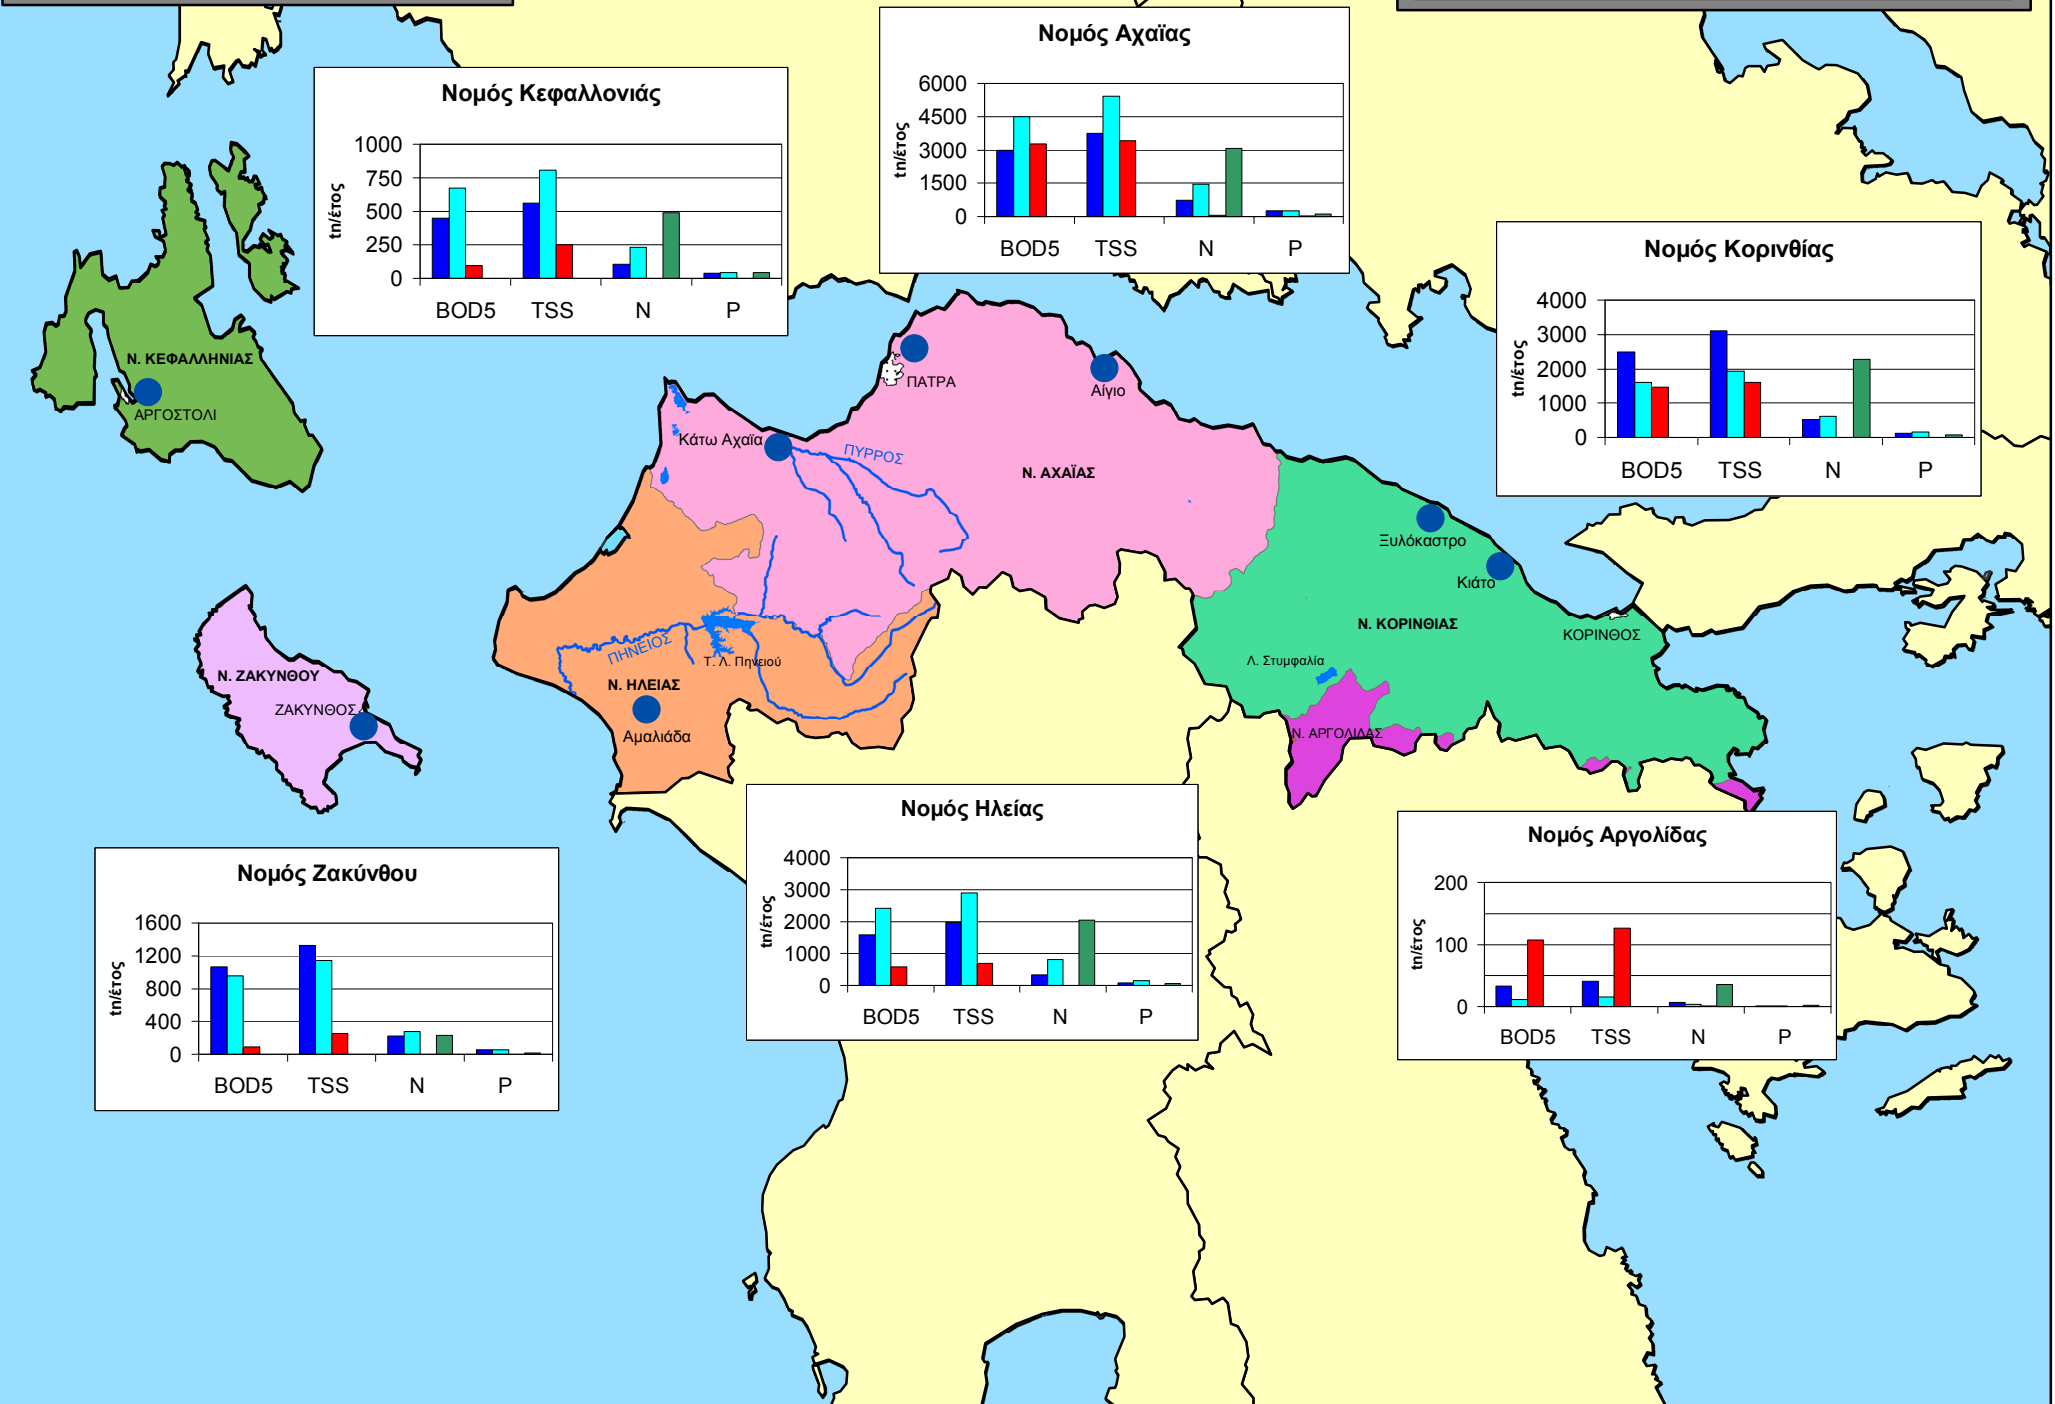 Νομός Αχαΐας
6000
4500
3000
1500
0
tn/έτος
BOD5 TSS N P
Νομός Κεφαλλονιάς
1000
750
500
250
0
tn/έτος
BOD5 TSS N P
Νομός Κορινθίας
4000
3000
2000
1000
0
tn/έτος
BOD5 TSS N P
Ν. ΚΕΦΑΛΛΗΝΙΑΣ
ΑΡΓΟΣΤΟΛΙ
ΠΑΤΡΑ
Αίγιο
Κάτω Αχαΐα
ΠΥΡΡΟΣ
Ν. ΑΧΑΪΑΣ
Ξυλόκαστρο
Κιάτο
Ν. ΚΟΡΙΝΘΙΑΣ
ΚΟΡΙΝΘΟΣ
ΠΗΝΕΙΟΣ
Τ. Λ. Πηνειού
Λ. Στυμφαλία
Ν. ΖΑΚΥΝΘΟΥ
ΖΑΚΥΝΘΟΣ
Ν. ΗΛΕΙΑΣ
Αμαλιάδα
Ν. ΑΡΓΟΛΙΔΑΣ
Νομός Ηλείας
4000
3000
2000
1000
0
tn/έτος
BOD5 TSS N P
Νομός Αργολίδας
200
100
0
tn/έτος
BOD5 TSS N P
Νομός Ζακύνθου
1600
1200
800
400
0
tn/έτος
BOD5 TSS N P